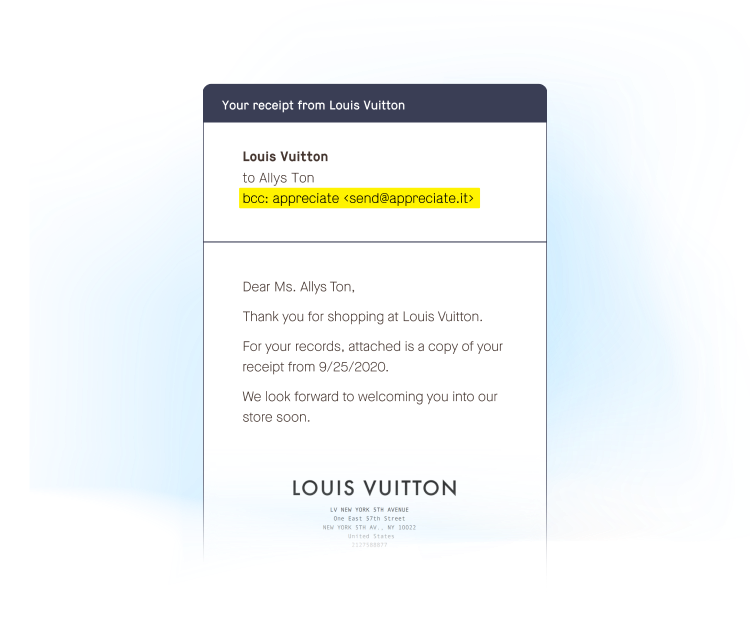 Your receipt from Louis Vuitton
Louis Vuitton
to Allys Ton
bcc: appreciate <send@appreciate.it>
Dear Ms. Allys Ton,
Thank you for shopping at Louis Vuitton.
For your records, attached is a copy of your
receipt from 9/25/2020.
We look forward to welcoming you into our
store soon.
LOUIS VUITTON
LV NEW YORK 5TH AVENUE
One East 57th Street
NEW YORK 5TH AV., NY 10022
United States